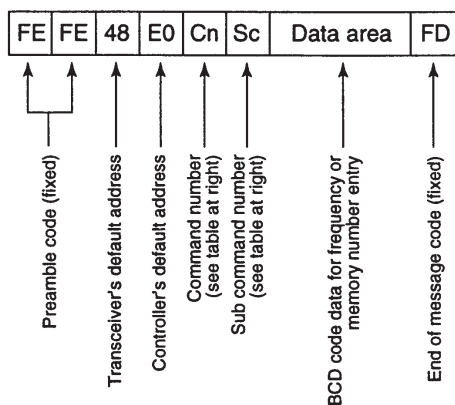 FE FE 48 E0 Cn Sc Data area FD
Preamble code (fixed)
Transceiver's default address
Controller's default address
Command number
(see table at right)
Sub command number
(see table at right)
BCD code data for frequency or
memory number entry
End of message code (fixed)